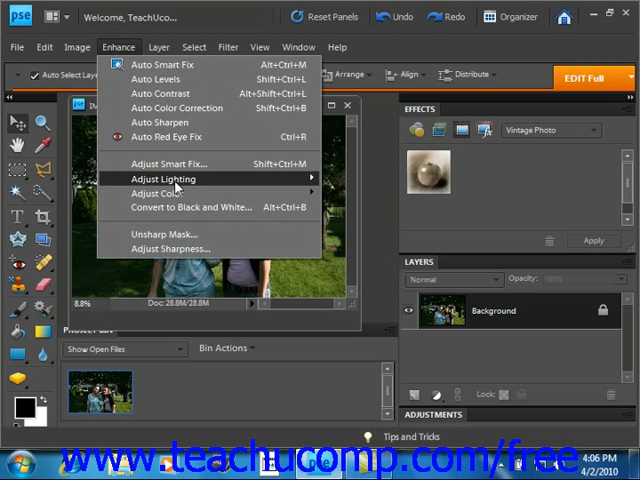 pse
Welcome, TeachUco...
Reset Panels
Undo
Redo
Organizer
File Edit Image Enhance Layer Select Filter View Window Help
Auto Select Layer
Arrange
Align
Distribute
EDIT Full
Auto Smart Fix Alt+Ctrl+M
Auto Levels Shift+Ctrl+L
Auto Contrast Alt+Shift+Ctrl+L
Auto Color Correction Shift+Ctrl+B
Auto Sharpen
Auto Red Eye Fix Ctrl+R
Adjust Smart Fix... Shift+Ctrl+M
Adjust Lighting
Adjust Co
Convert to Black and White... Alt+Ctrl+B
Unsharp Mask...
Adjust Sharpness...
EFFECTS
Vintage Photo
Apply
LAYERS
Normal
Opacity: 100%
Background
Lock:
ADJUSTMENTS
8.8%
Doc: 28.8M/28.8M
PROJECT BIN
Show Open Files
Bin Actions
Tips and Tricks
www.teachucomp.com/free
4:06 PM
4/2/2010